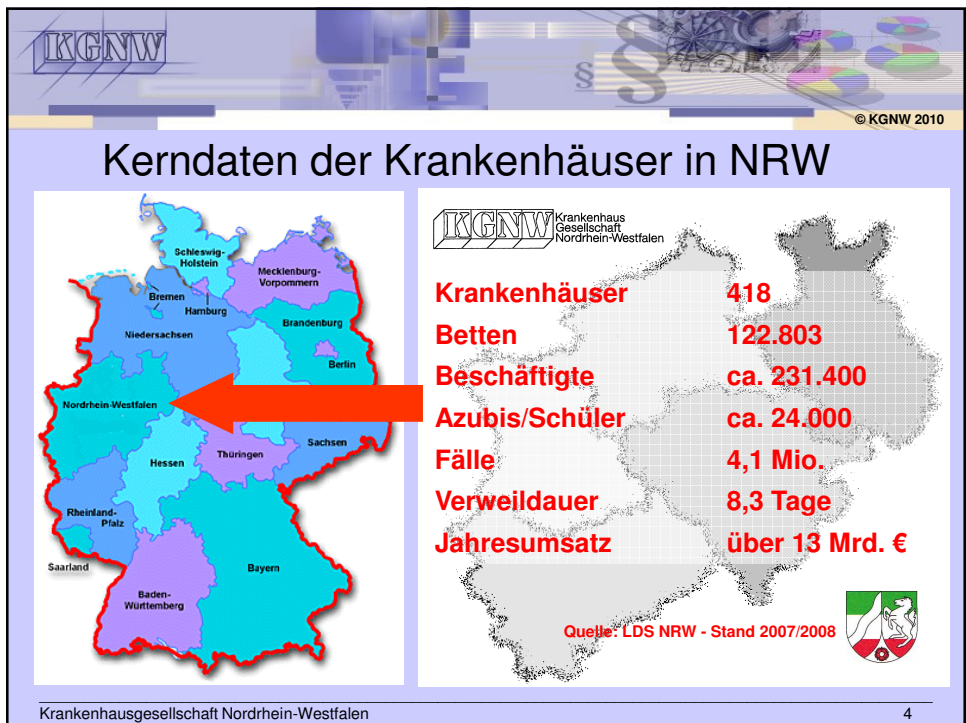 KGNW
§ §
© KGNW 2010
Kerndaten der Krankenhäuser in NRW
Schleswig-
Holstein
Mecklenburg-
Vorpommern
Bremen
Hamburg
Niedersachsen
Brandenburg
Berlin
Nordrhein-Westfalen
Sachsen
Thüringen
Hessen
Rheinland-
Pfalz
Saarland
Bayern
Baden-
Württemberg
KGNW Krankenhaus
Gesellschaft
Nordrhein-Westfalen
Krankenhäuser 418
Betten 122.803
Beschäftigte ca. 231.400
Azubis/Schüler ca. 24.000
Fälle 4,1 Mio.
Verweildauer 8,3 Tage
Jahresumsatz über 13 Mrd. €
Quelle: LDS NRW - Stand 2007/2008
Krankenhausgesellschaft Nordrhein-Westfalen 4